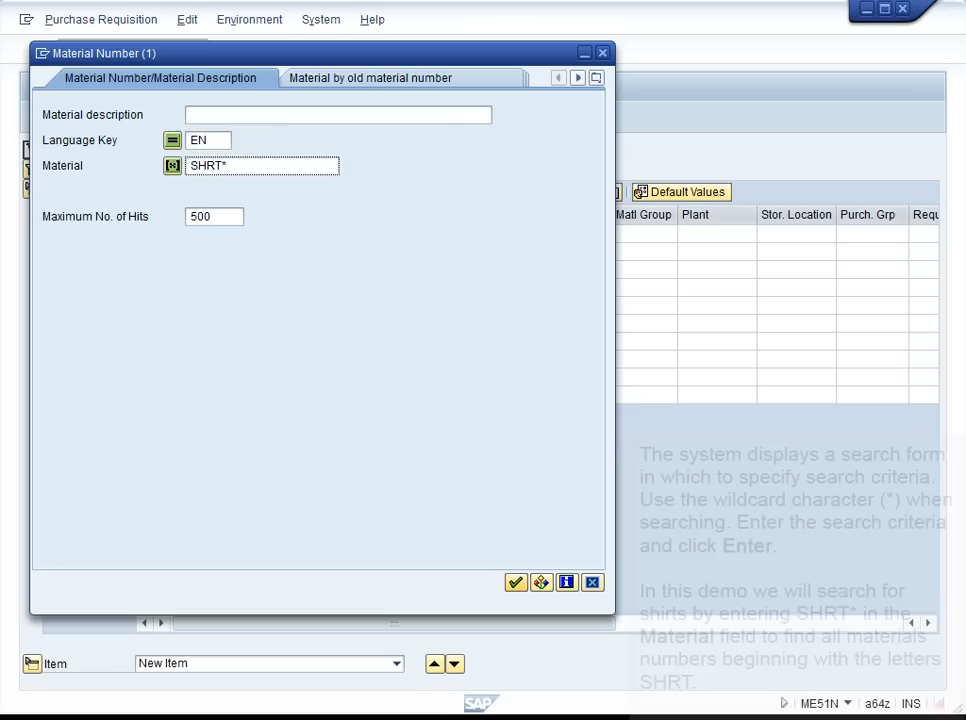 Purchase Requisition Edit Environment System Help
Material Number (1)
Material Number/Material Description Material by old material number
Material description
Language Key EN
Material SHRT*
Maximum No. of Hits 500
Default Values
Matl Group Plant Stor. Location Purch. Grp Requ
The system displays a search form
in which to specify search criteria.
Use the wildcard character (*) when
searching. Enter the search criteria
and click Enter.
In this demo we will search for
shirts by entering SHRT* in the
Material field to find all materials
numbers beginning with the letters
SHRT.
Item New Item
SAP ME51N a64z INS